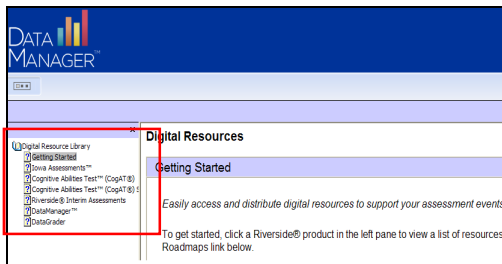 DATA
MANAGER™
Digital Resource Library
Getting Started
Iowa Assessments™
Cognitive Abilities Test™ (CogAT®)
Cognitive Abilities Test™ (CogAT®) S
Riverside® Interim Assessments
DataManager™
DataGrader
Digital Resources
Getting Started
Easily access and distribute digital resources to support your assessment events
To get started, click a Riverside® product in the left pane to view a list of resources
Roadmaps link below.